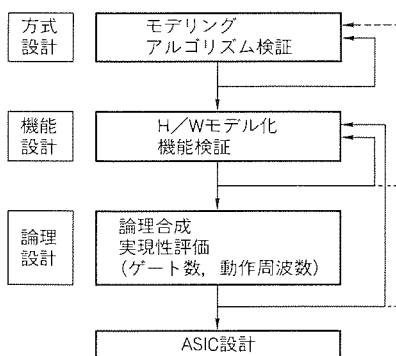 方式
設計
モデリング
アルゴリズム検証
機能
設計
H/Wモデル化
機能検証
論理
設計
論理合成
実現性評価
(ゲート数，動作周波数)
ASIC設計